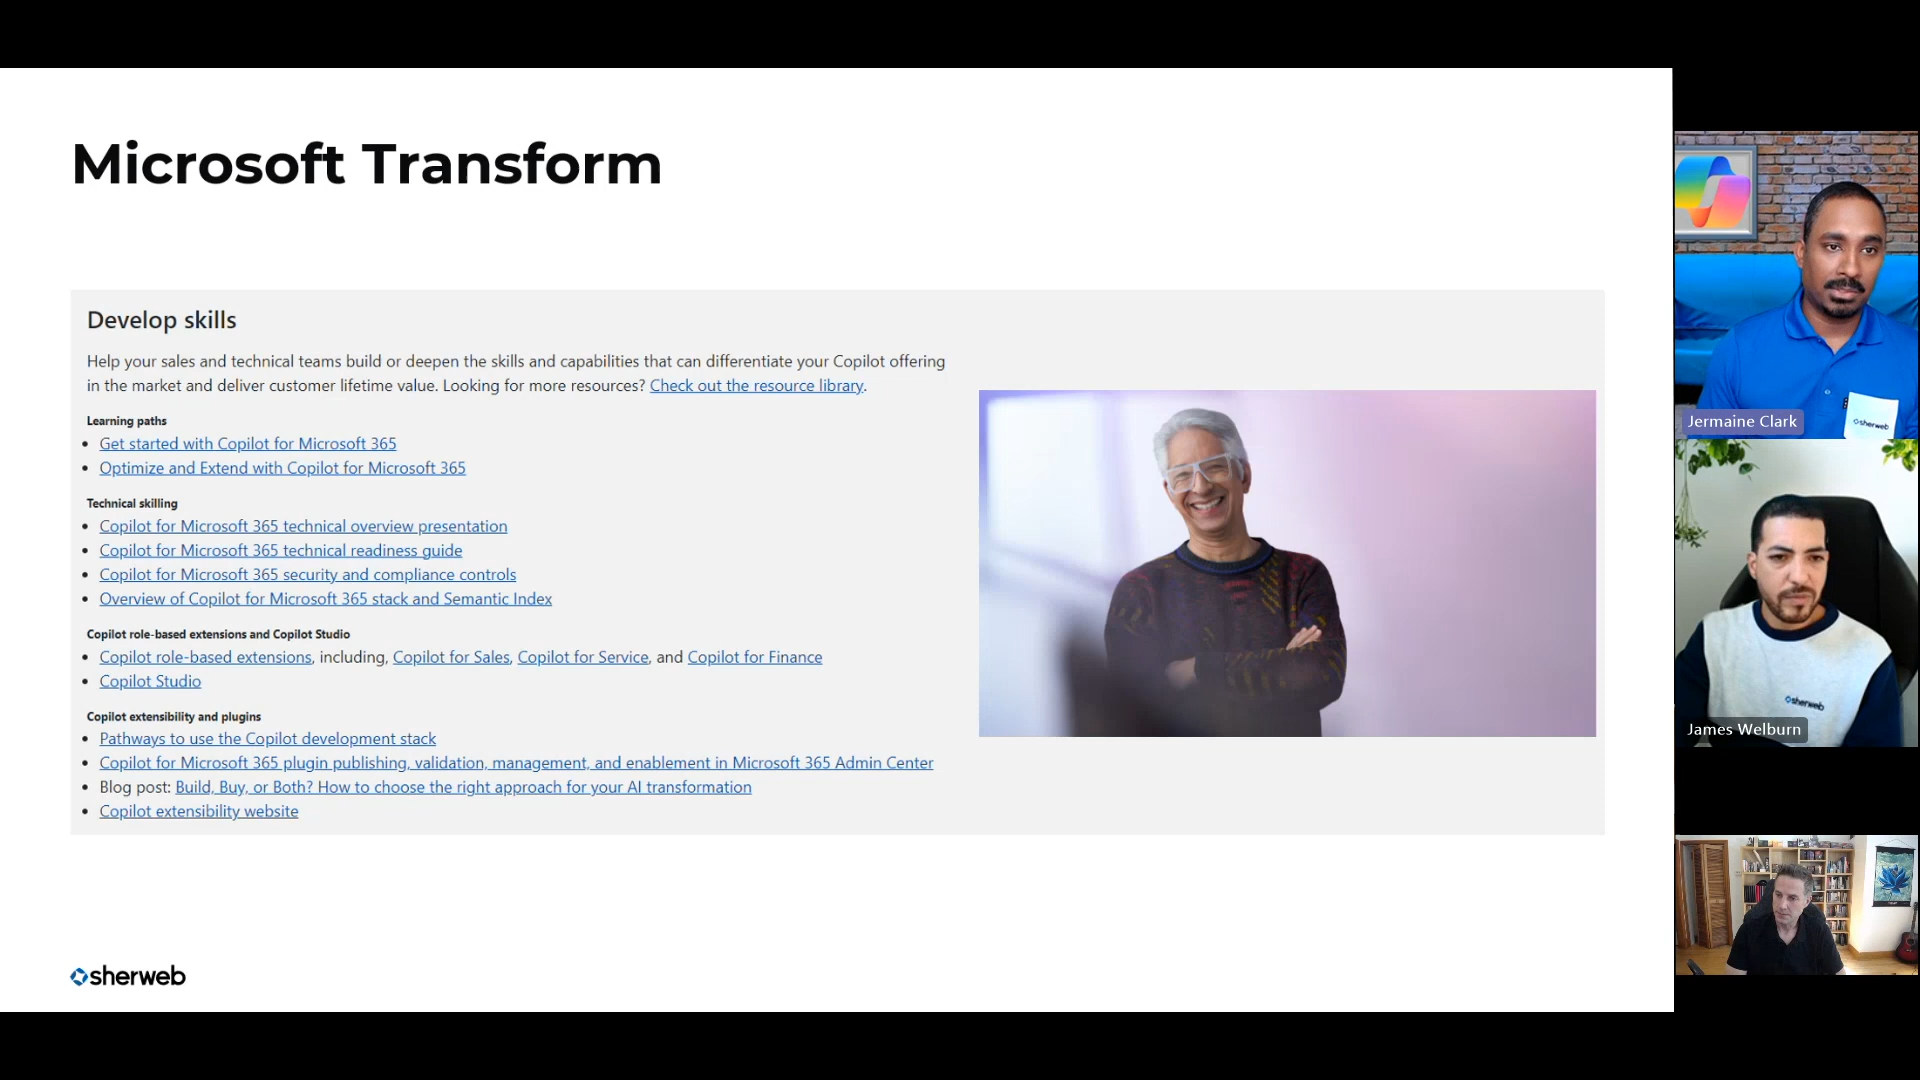 Microsoft Transform
Develop skills
Help your sales and technical teams build or deepen the skills and capabilities that can differentiate your Copilot offering
in the market and deliver customer lifetime value. Looking for more resources? Check out the resource library.
Learning paths
• Get started with Copilot for Microsoft 365
• Optimize and Extend with Copilot for Microsoft 365
Technical skilling
• Copilot for Microsoft 365 technical overview presentation
• Copilot for Microsoft 365 technical readiness guide
• Copilot for Microsoft 365 security and compliance controls
• Overview of Copilot for Microsoft 365 stack and Semantic Index
Copilot role-based extensions and Copilot Studio
• Copilot role-based extensions, including, Copilot for Sales, Copilot for Service, and Copilot for Finance
• Copilot Studio
Copilot extensibility and plugins
• Pathways to use the Copilot development stack
• Copilot for Microsoft 365 plugin publishing, validation, management, and enablement in Microsoft 365 Admin Center
• Blog post: Build, Buy, or Both? How to choose the right approach for your AI transformation
• Copilot extensibility website
sherweb
sherweb
Jermaine Clark
sherweb
James Welburn